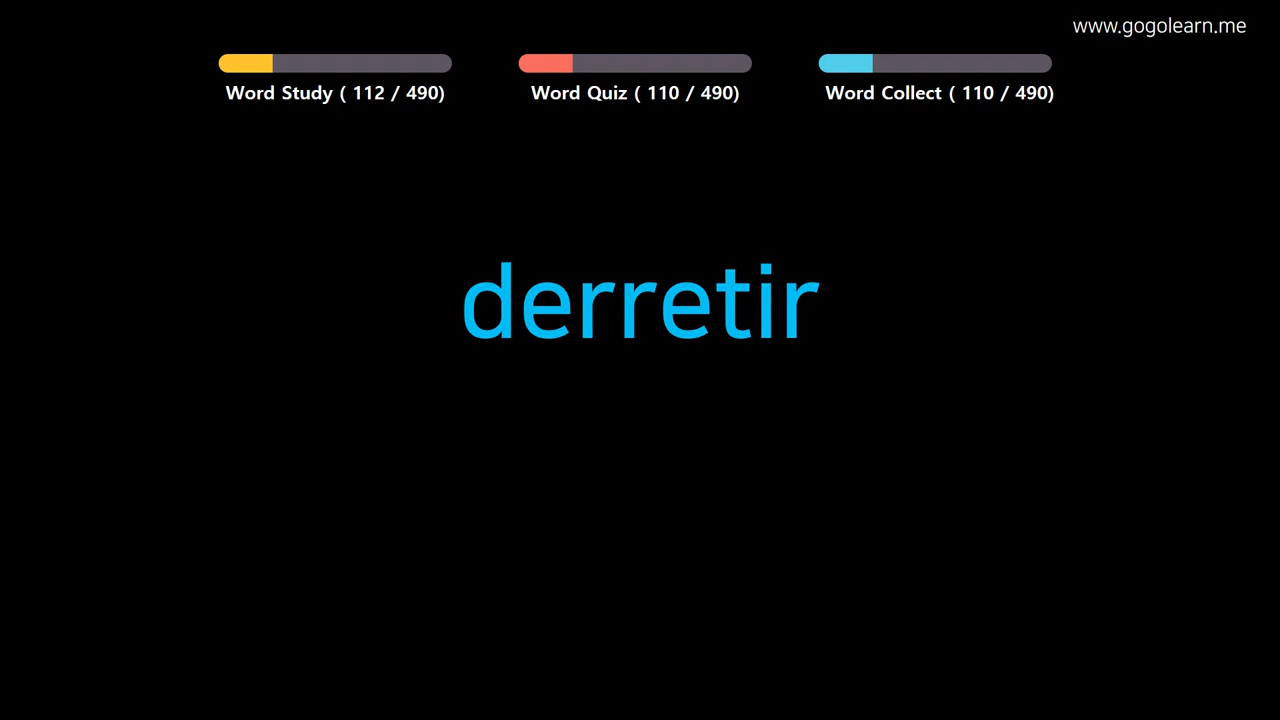 www.gogolearn.me
Word Study ( 112 / 490)
Word Quiz ( 110 / 490)
Word Collect ( 110 / 490)
derretir